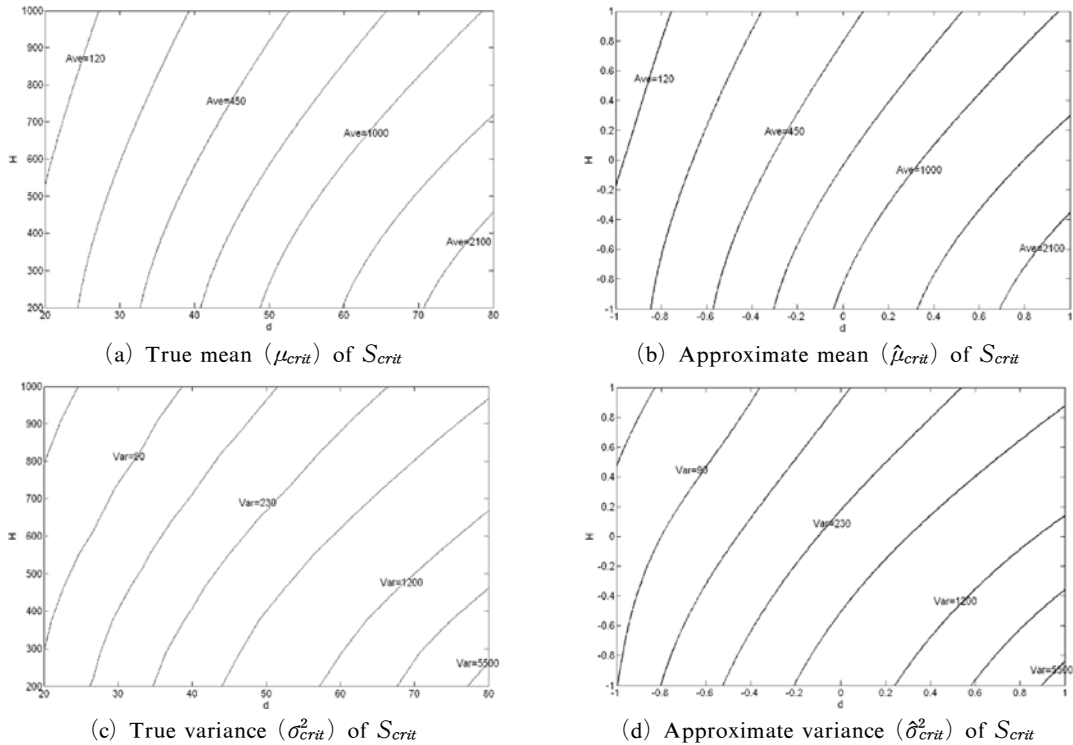 1000
900
800
700
600
500
400
300
200
H
20
30
40
50
60
70
80
d
Ave=120
Ave=450
Ave=1000
Ave=2100
(a) True mean (μcrit) of Scrit
1
0.8
0.6
0.4
0.2
0
-0.2
-0.4
-0.6
-0.8
-1
H
-1
-0.8
-0.6
-0.4
-0.2
0
0.2
0.4
0.6
0.8
1
d
Ave=120
Ave=450
Ave=1000
Ave=2100
(b) Approximate mean (μ̂crit) of Scrit
1000
900
800
700
600
500
400
300
200
H
20
30
40
50
60
70
80
d
Var=90
Var=230
Var=1200
Var=5500
(c) True variance (σ²crit) of Scrit
1
0.8
0.6
0.4
0.2
0
-0.2
-0.4
-0.6
-0.8
-1
H
-1
-0.8
-0.6
-0.4
-0.2
0
0.2
0.4
0.6
0.8
1
d
Var=90
Var=230
Var=1200
Var=5500
(d) Approximate variance (σ̂²crit) of Scrit